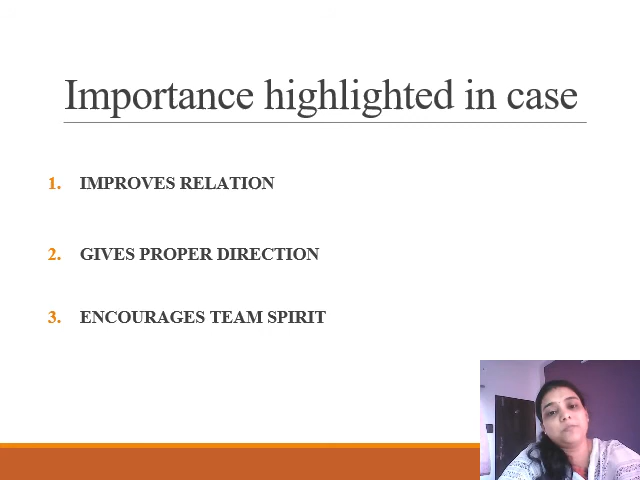 Importance highlighted in case
1. IMPROVES RELATION
2. GIVES PROPER DIRECTION
3. ENCOURAGES TEAM SPIRIT